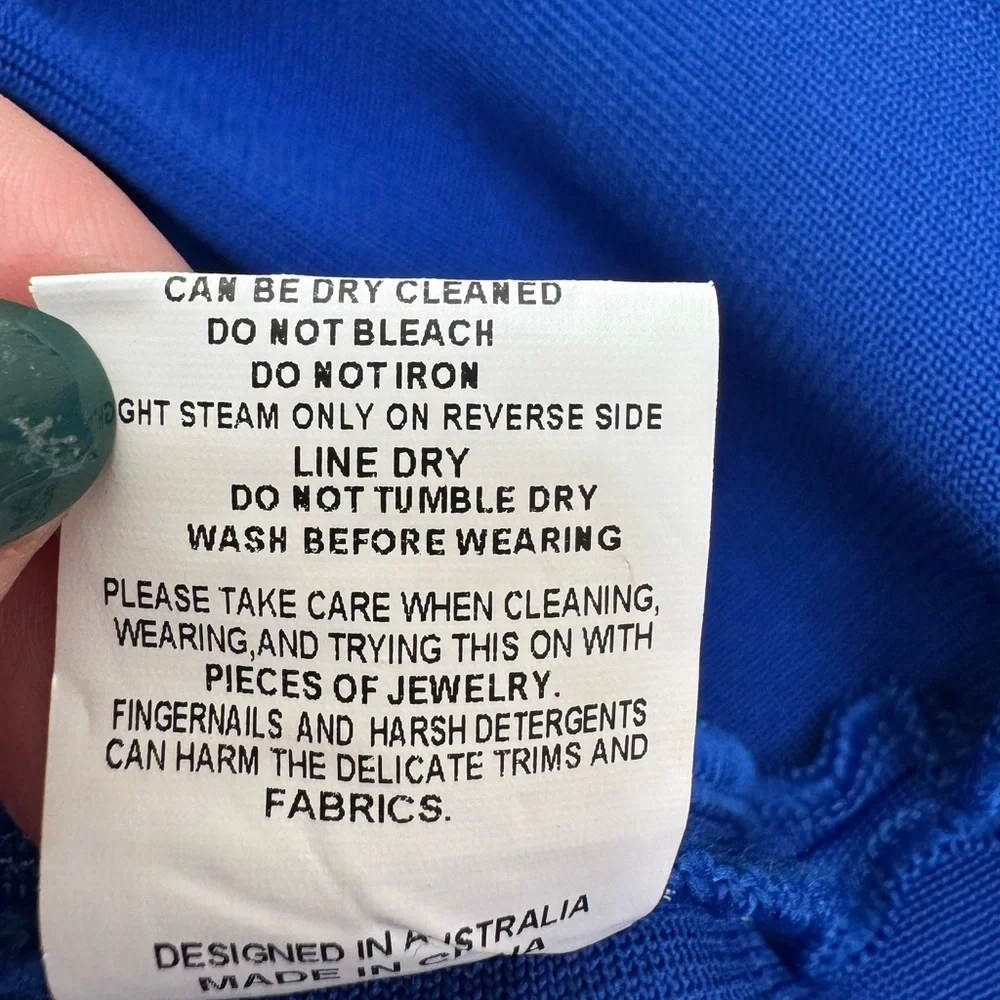 CAN BE DRY CLEANED
DO NOT BLEACH
DO NOT IRON
GHT STEAM ONLY ON REVERSE SIDE
LINE DRY
DO NOT TUMBLE DRY
WASH BEFORE WEARING
PLEASE TAKE CARE WHEN CLEANING,
WEARING,AND TRYING THIS ON WITH
PIECES OF JEWELRY.
FINGERNAILS AND HARSH DETERGENTS
CAN HARM THE DELICATE TRIMS AND
FABRICS.
DESIGNED IN AUSTRALIA
MADE IN CHINA